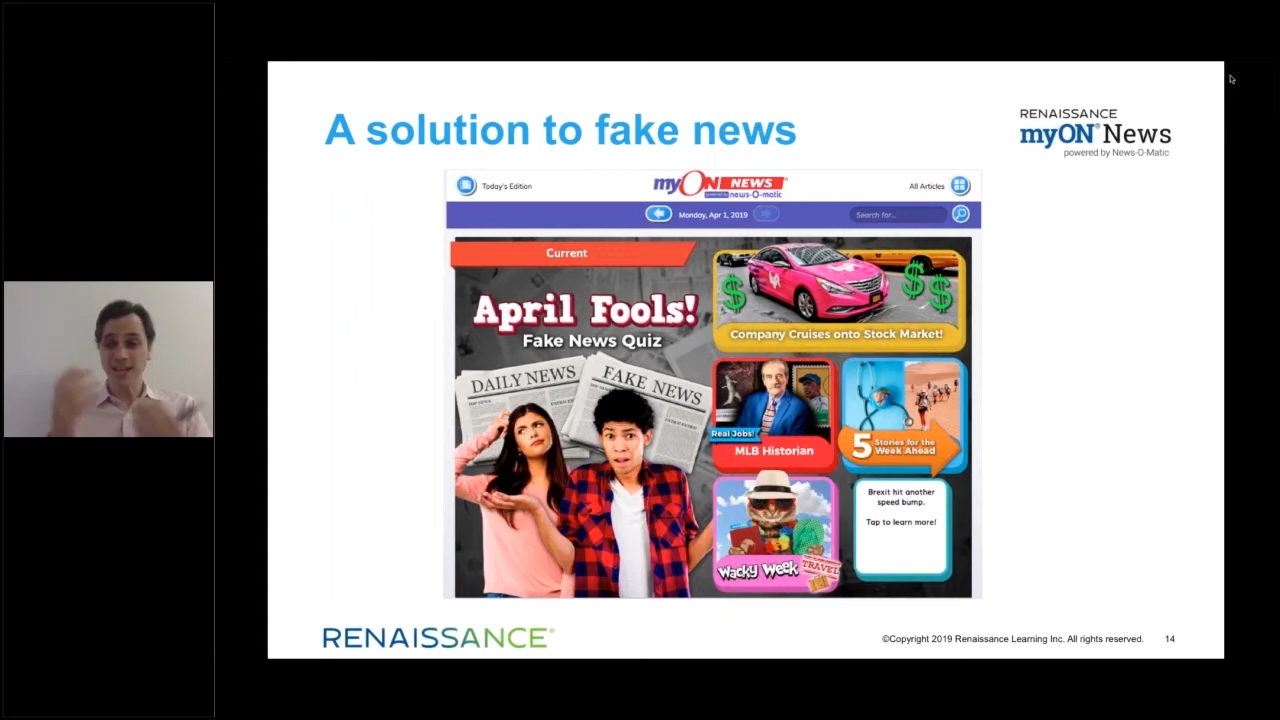 A solution to fake news
RENAISSANCE
myON® News
powered by News-O-Matic
Today's Edition
myON NEWS
powered by news-O-matic
All Articles
Monday, Apr 1, 2019
Search for...
Current
April Fools!
Fake News Quiz
DAILY NEWS
FAKE NEWS
lyft
$
$
$
Company Cruises onto Stock Market!
Real Jobs!
MLB Historian
5 Stories for the
Week Ahead
Wacky Week
TRAVEL
Brexit hit another
speed bump.
Tap to learn more!
RENAISSANCE®
©Copyright 2019 Renaissance Learning Inc. All rights reserved.
14